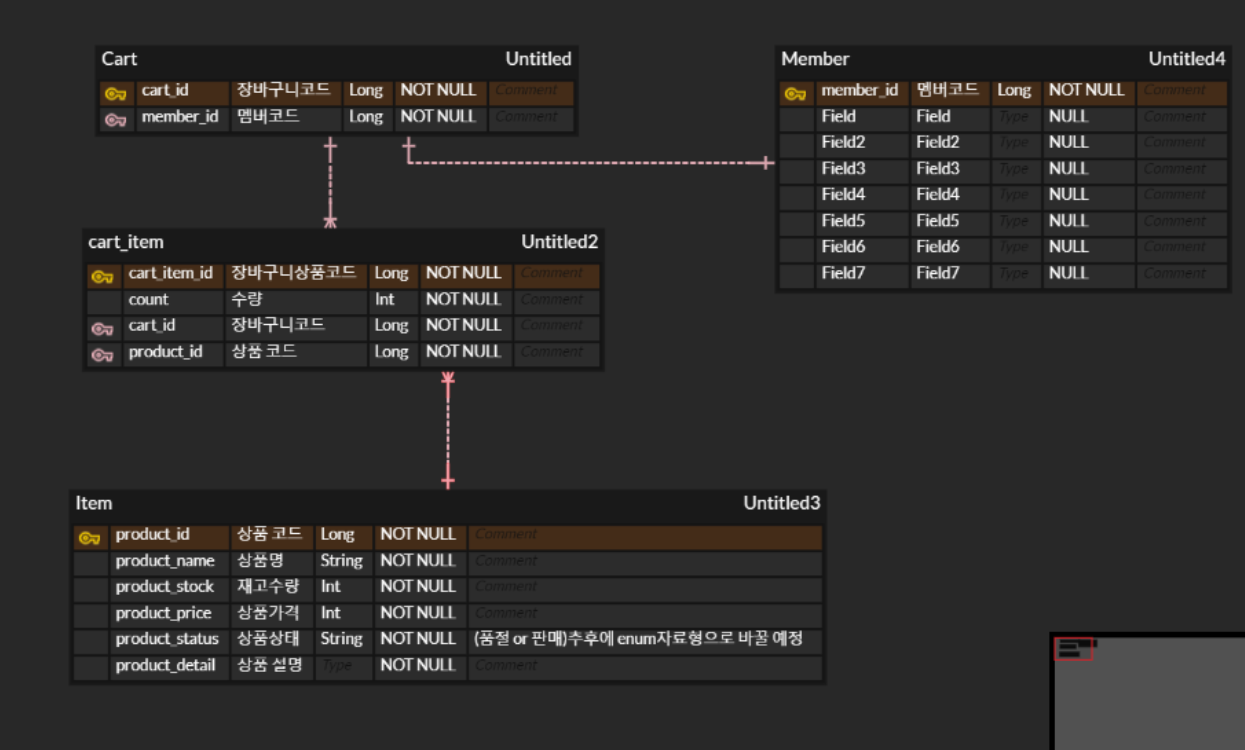 Cart Untitled
cart_id 장바구니코드 Long NOT NULL Comment
member_id 멤버코드 Long NOT NULL Comment
Member Untitled4
member_id 멤버코드 Long NOT NULL Comment
Field Field Type NULL Comment
Field2 Field2 Type NULL Comment
Field3 Field3 Type NULL Comment
Field4 Field4 Type NULL Comment
Field5 Field5 Type NULL Comment
Field6 Field6 Type NULL Comment
Field7 Field7 Type NULL Comment
cart_item Untitled2
cart_item_id 장바구니상품코드 Long NOT NULL Comment
count 수량 Int NOT NULL Comment
cart_id 장바구니코드 Long NOT NULL Comment
product_id 상품 코드 Long NOT NULL Comment
Item Untitled3
product_id 상품 코드 Long NOT NULL Comment
product_name 상품명 String NOT NULL Comment
product_stock 재고수량 Int NOT NULL Comment
product_price 상품가격 Int NOT NULL Comment
product_status 상품상태 String NOT NULL (품절 or 판매)추후에 enum자료형으로 바꿀 예정
product_detail 상품 설명 Type NOT NULL Comment